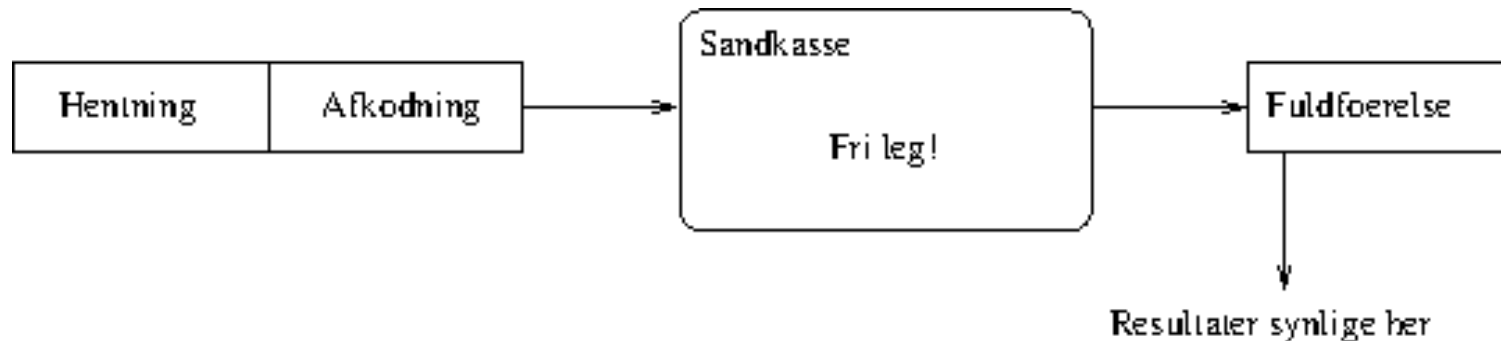 Sandkasse
Hentning
Afkodning
Fri leg!
Fuldfoerelse
Resultater synlige her